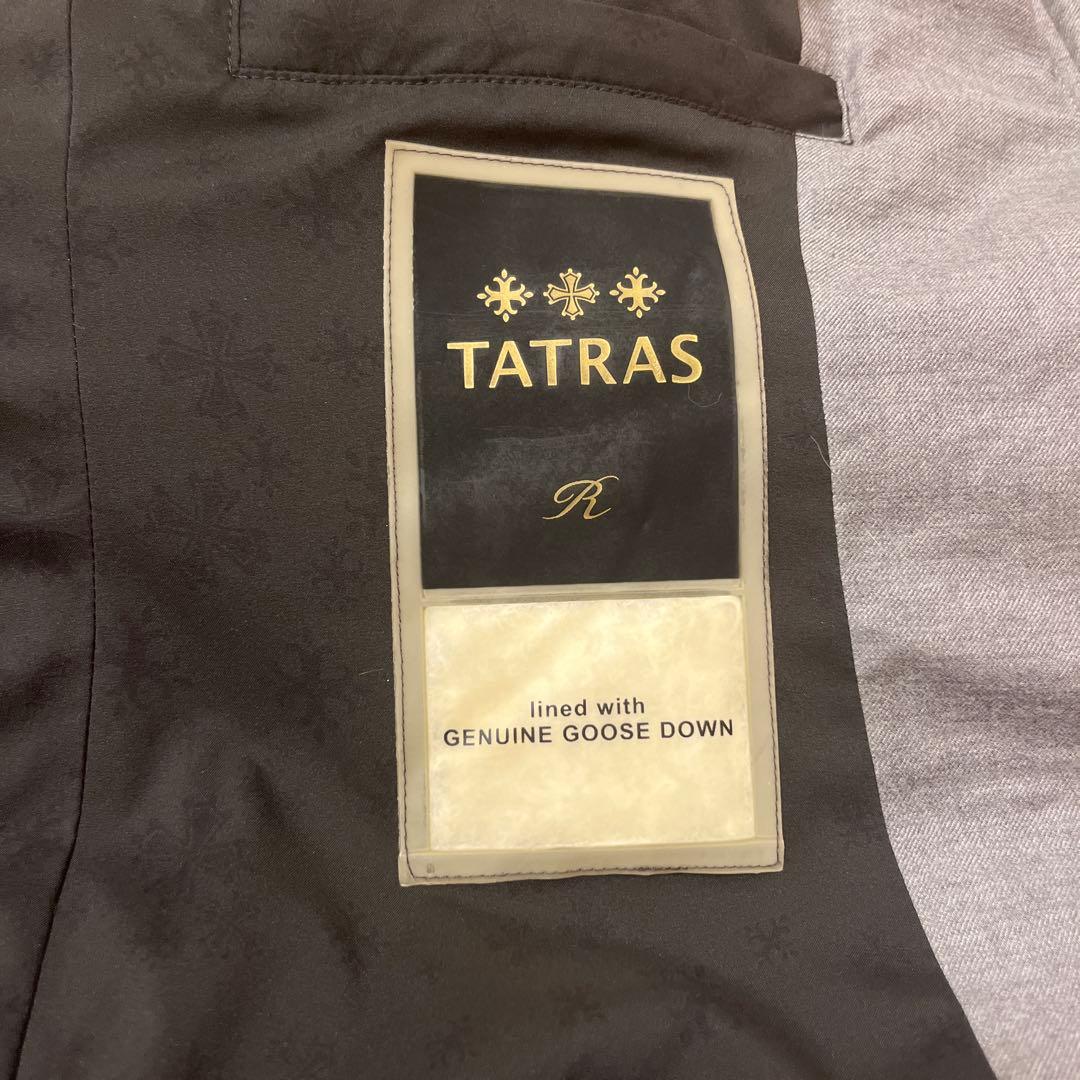 TATRAS
R
lined with
GENUINE GOOSE DOWN